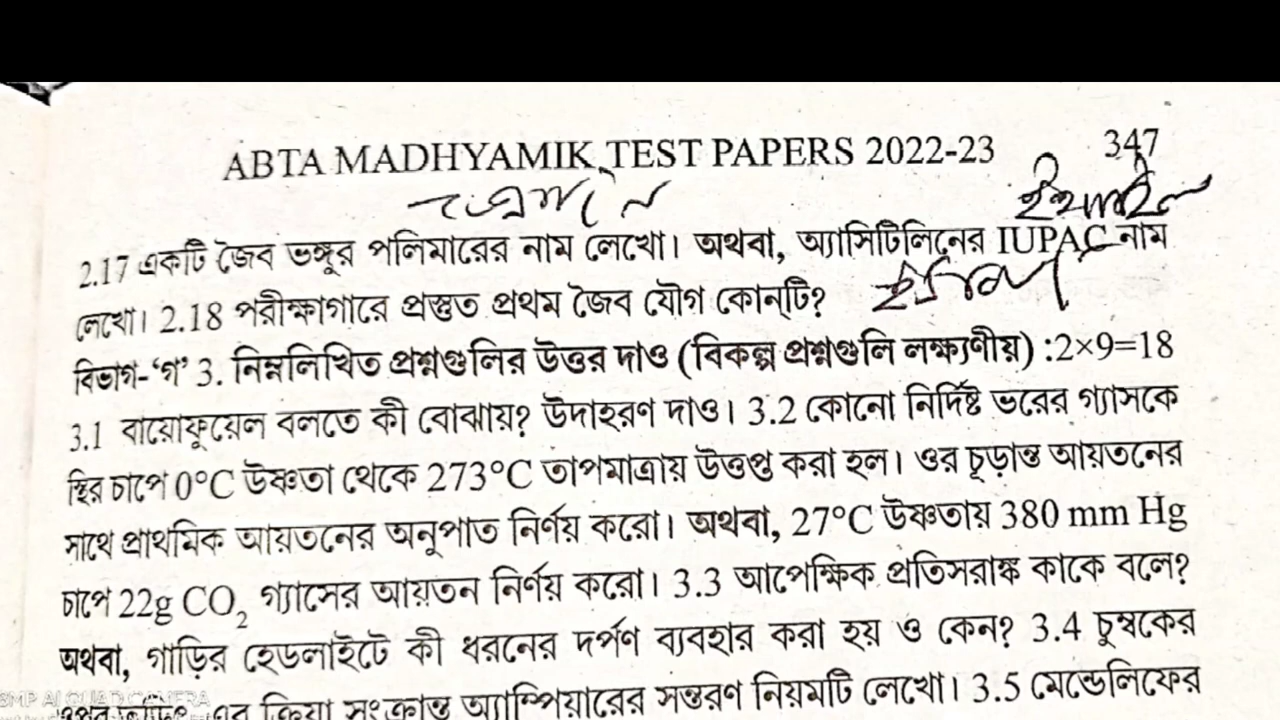 ABTA MADHYAMIK TEST PAPERS 2022-23 347
2.17 একটি জৈব ভঙ্গুর পলিমারের নাম লেখো। অথবা, অ্যাসিটিলিনের IUPAC নাম
লেখো। 2.18 পরীক্ষাগারে প্রস্তুত প্রথম জৈব যৌগ কোন্‌টি?
বিভাগ-‘গ’ 3. নিম্নলিখিত প্রশ্নগুলির উত্তর দাও (বিকল্প প্রশ্নগুলি লক্ষ্যণীয়) :2×9=18
3.1 বায়োফুয়েল বলতে কী বোঝায়? উদাহরণ দাও। 3.2 কোনো নির্দিষ্ট ভরের গ্যাসকে
স্থির চাপে 0°C উষ্ণতা থেকে 273°C তাপমাত্রায় উত্তপ্ত করা হল। ওর চূড়ান্ত আয়তনের
সাথে প্রাথমিক আয়তনের অনুপাত নির্ণয় করো। অথবা, 27°C উষ্ণতায় 380 mm Hg
চাপে 22g CO₂ গ্যাসের আয়তন নির্ণয় করো। 3.3 আপেক্ষিক প্রতিসরাঙ্ক কাকে বলে?
অথবা, গাড়ির হেডলাইটে কী ধরনের দর্পণ ব্যবহার করা হয় ও কেন? 3.4 চুম্বকের
এর ক্রিয়া সংক্রান্ত অ্যাম্পিয়ারের সন্তরণ নিয়মটি লেখো। 3.5 মেন্ডেলিফের